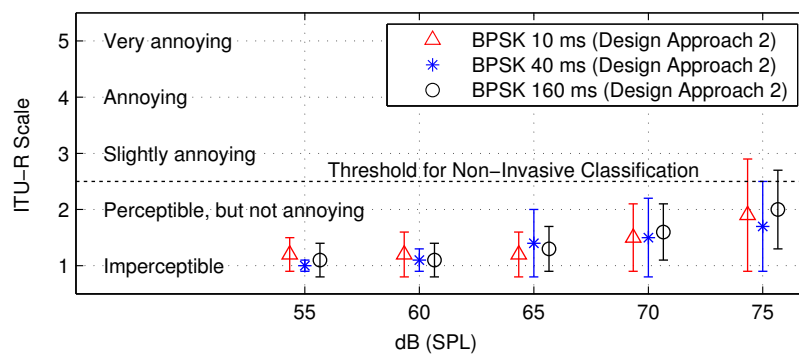 ITU−R Scale
5
4
3
2
1
Very annoying
Annoying
Slightly annoying
Perceptible, but not annoying
Imperceptible
BPSK 10 ms (Design Approach 2)
BPSK 40 ms (Design Approach 2)
BPSK 160 ms (Design Approach 2)
Threshold for Non−Invasive Classification
55 60 65 70 75
dB (SPL)